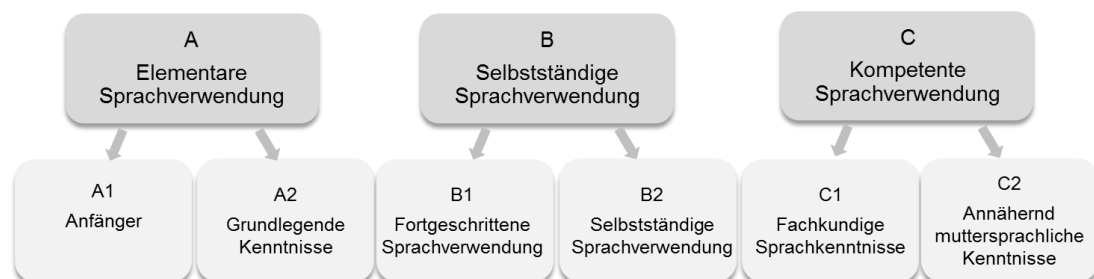 A
Elementare
Sprachverwendung
B
Selbstständige
Sprachverwendung
C
Kompetente
Sprachverwendung
A1
Anfänger
A2
Grundlegende
Kenntnisse
B1
Fortgeschrittene
Sprachverwendung
B2
Selbstständige
Sprachverwendung
C1
Fachkundige
Sprachkenntnisse
C2
Annähernd
muttersprachliche
Kenntnisse